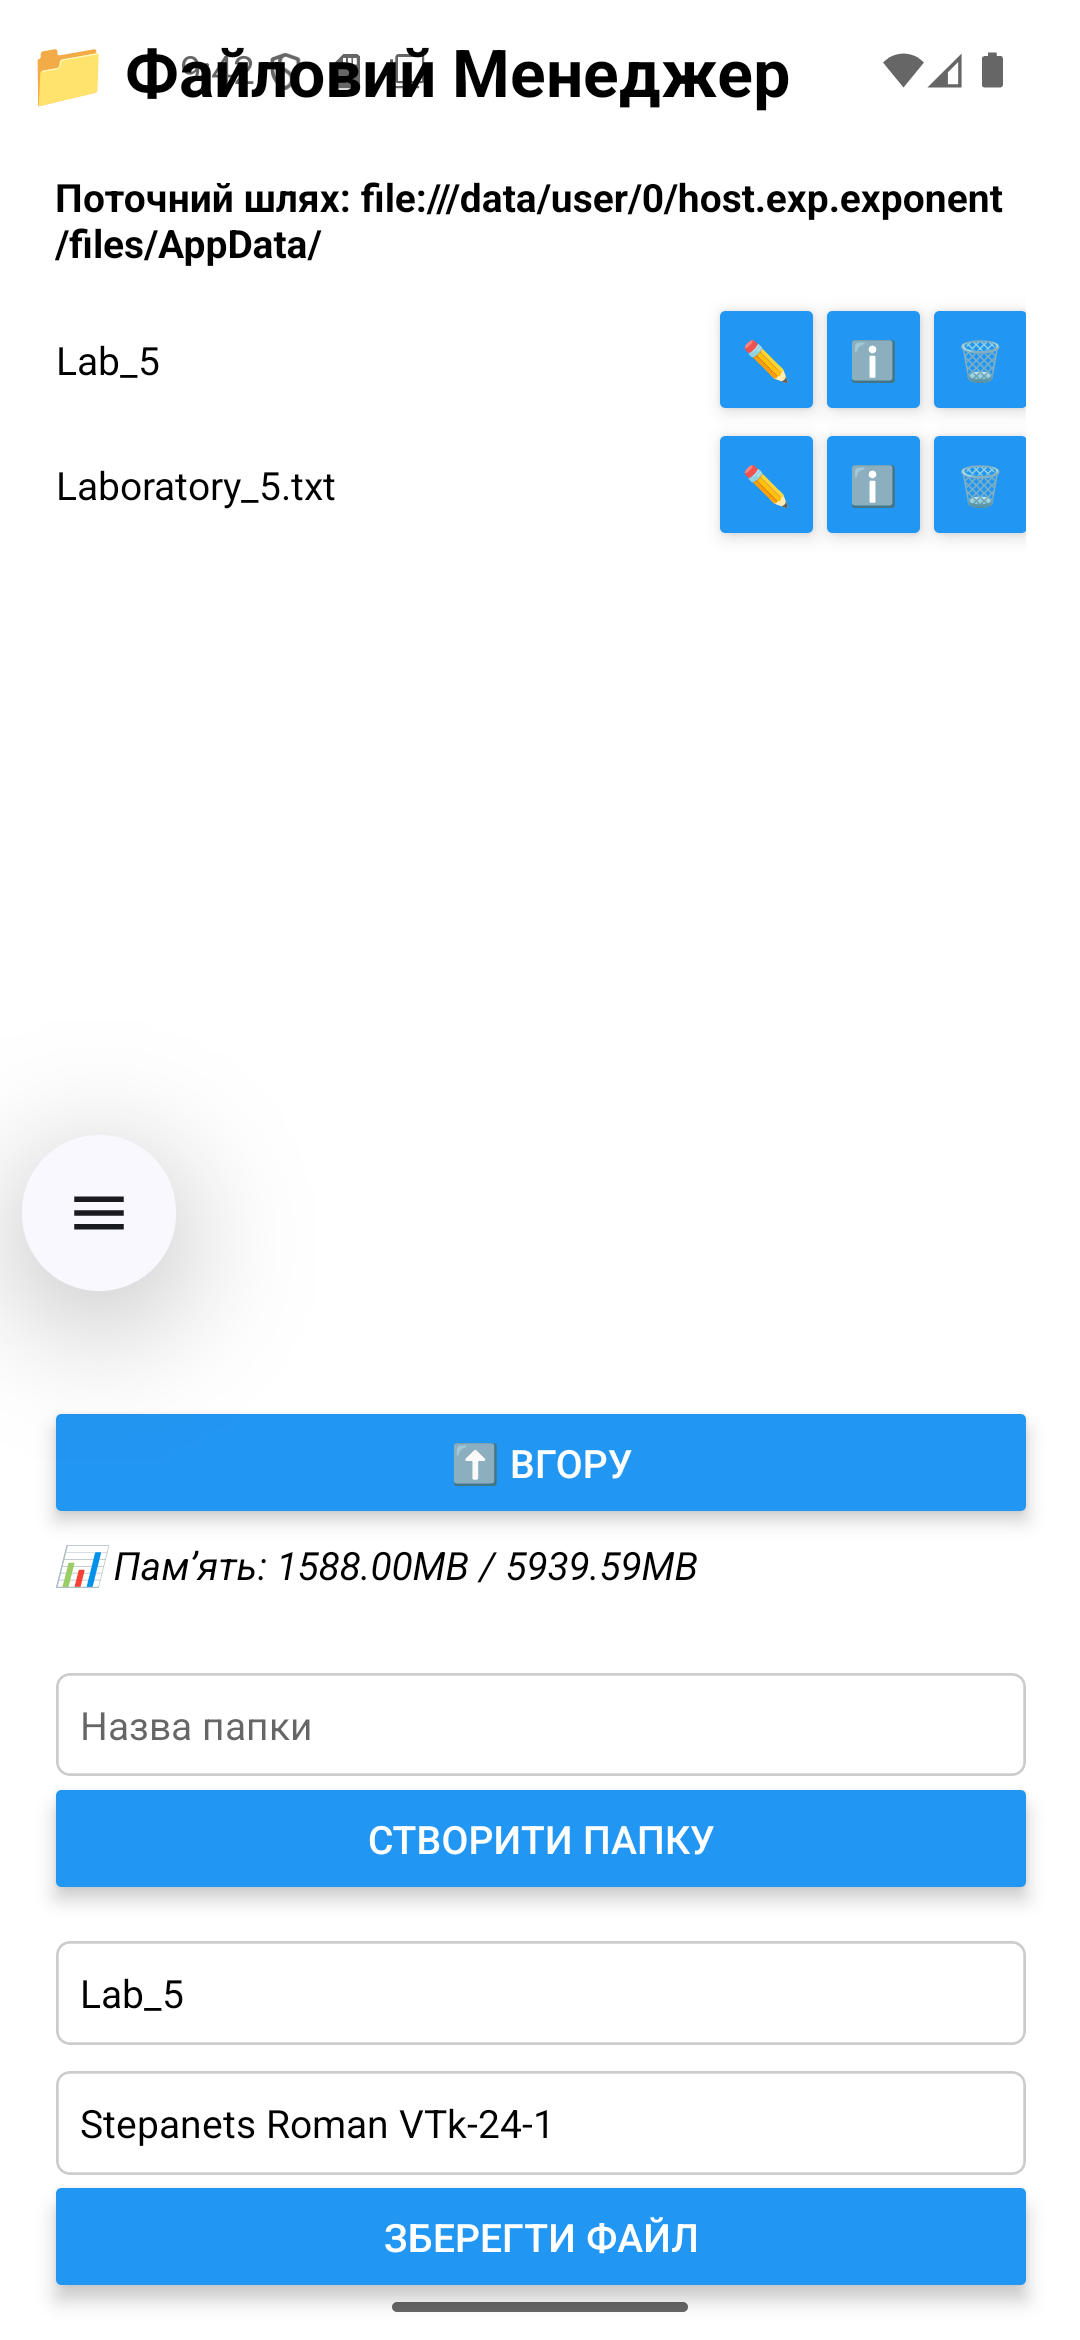 📁 Файловий Менеджер
Поточний шлях: file:///data/user/0/host.exp.exponent
/files/AppData/
Lab_5
Laboratory_5.txt
⬆️ ВГОРУ
📊 Пам’ять: 1588.00MB / 5939.59MB
Назва папки
СТВОРИТИ ПАПКУ
Lab_5
Stepanets Roman VTk-24-1
ЗБЕРЕГТИ ФАЙЛ